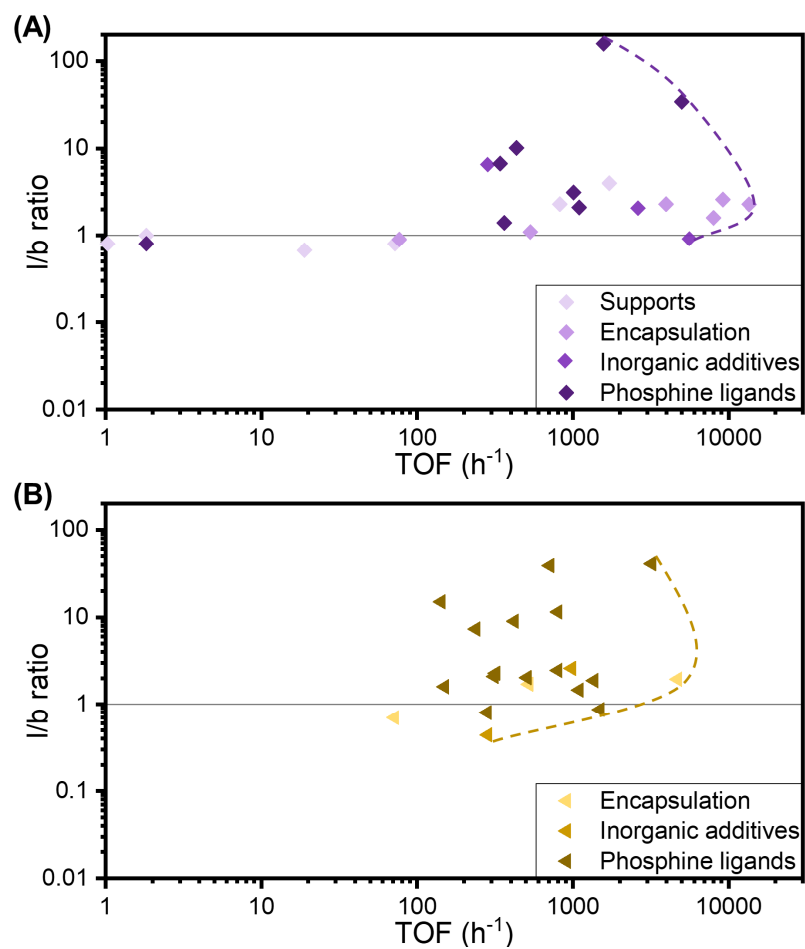 (A)
100
10
1
0.1
0.01
l/b ratio
Supports
Encapsulation
Inorganic additives
Phosphine ligands
1
10
100
1000
10000
TOF (h⁻¹)
(B)
100
10
1
0.1
0.01
l/b ratio
Encapsulation
Inorganic additives
Phosphine ligands
1
10
100
1000
10000
TOF (h⁻¹)